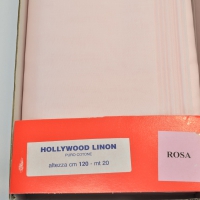 HOLLYWOOD LINON
PURO COTONE
altezza cm 120 - mt 20
ROSA